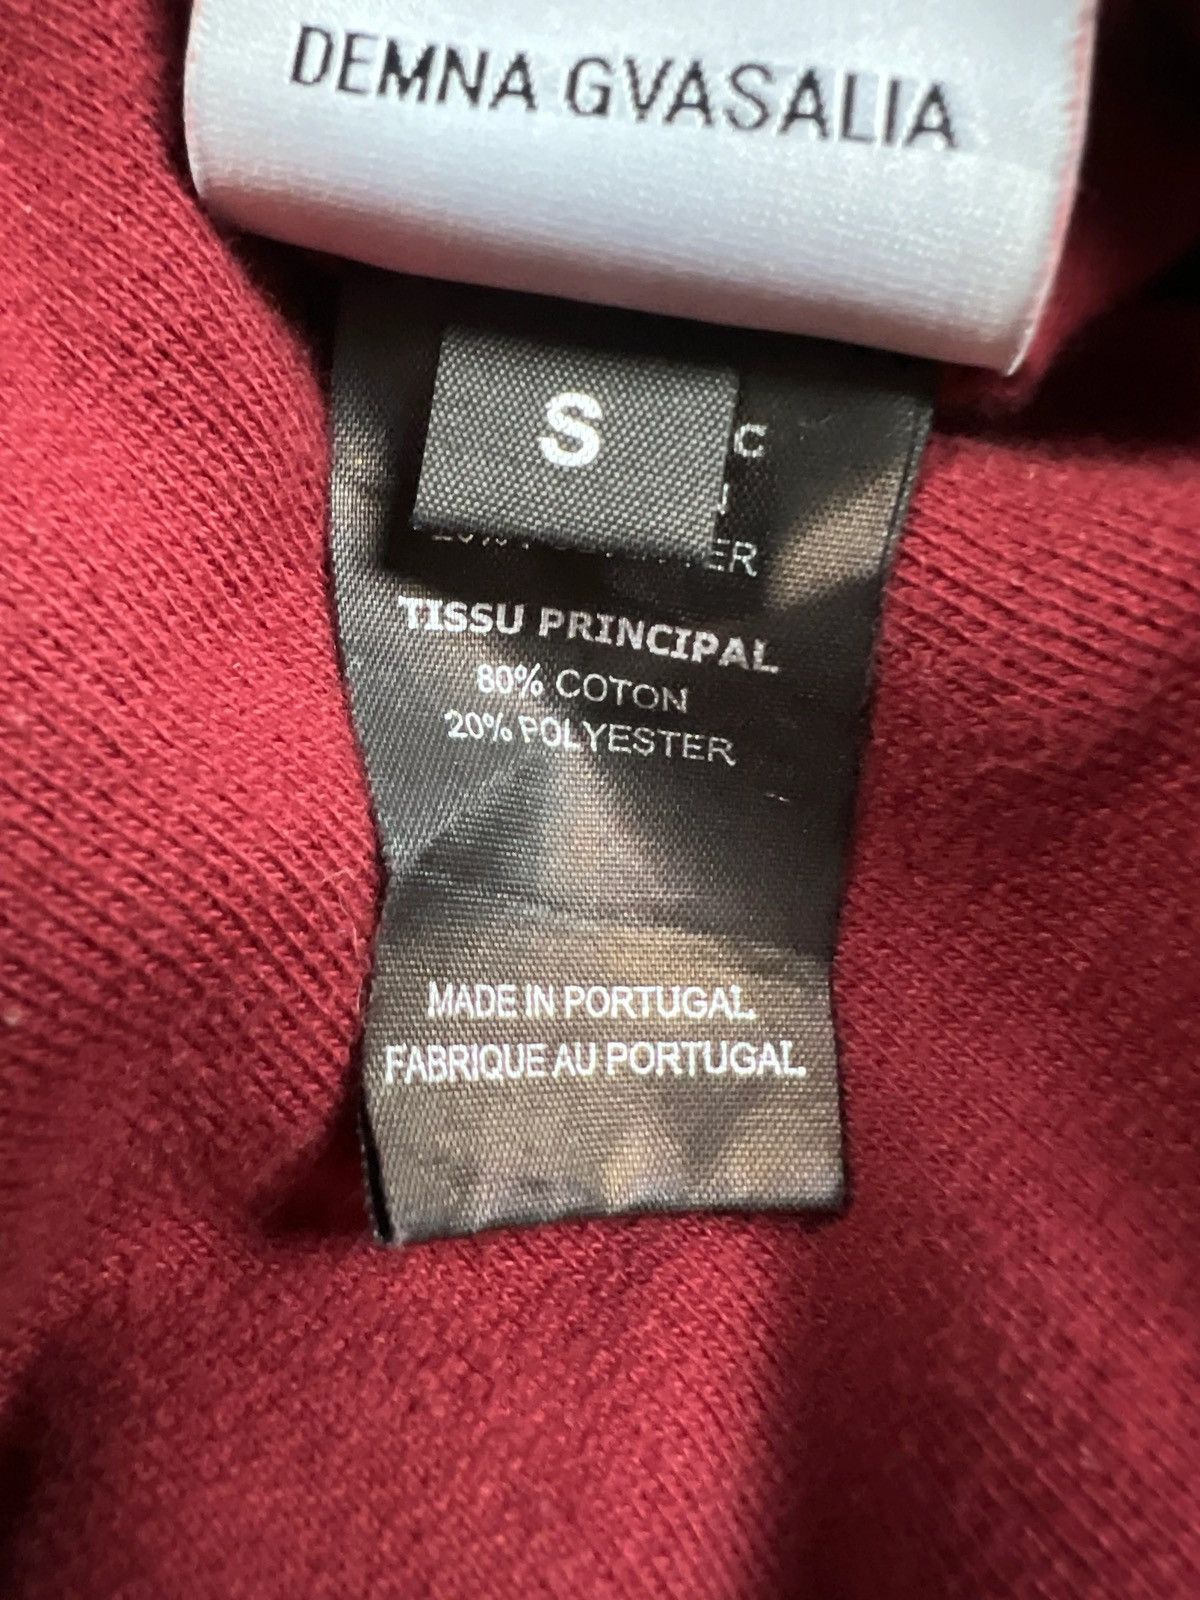 DEMNA GVASALIA
S
C
TISSU PRINCIPAL
80% COTON
20% POLYESTER
MADE IN PORTUGAL
FABRIQUE AU PORTUGAL